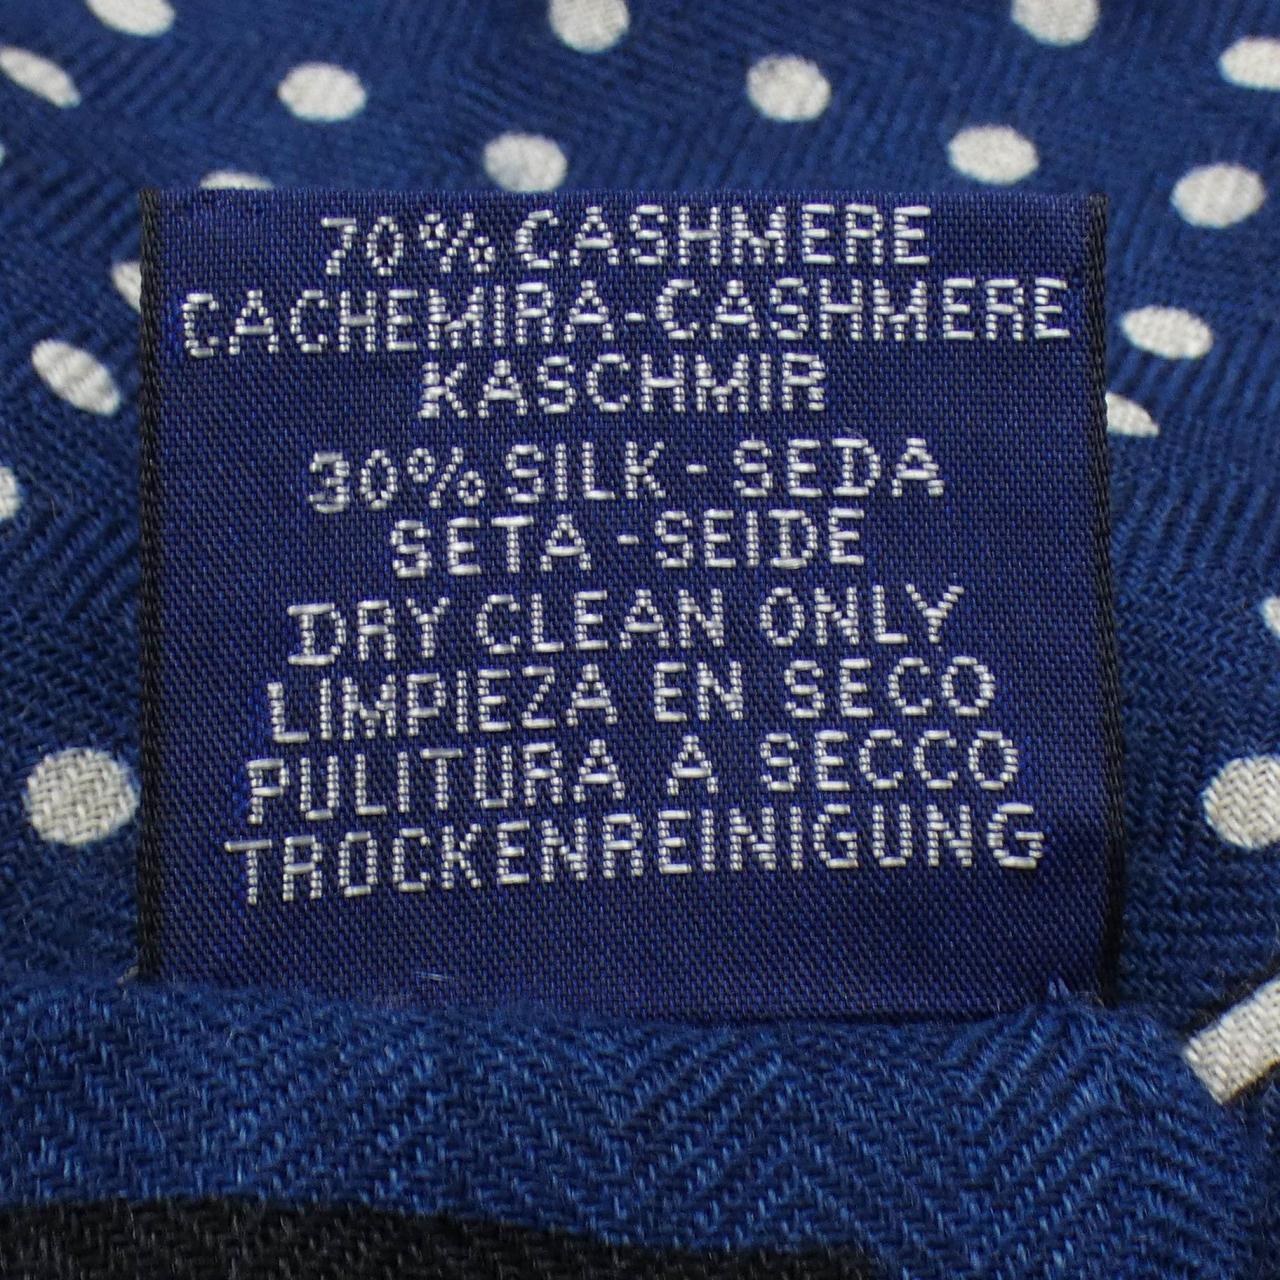 70% CASHMERE
CACHEMIRA-CASHMERE
KASCHMIR
30% SILK - SEDA
SETA - SEIDE
DRY CLEAN ONLY
LIMPIEZA EN SECO
PULITURA A SECCO
TROCKENREINIGUNG